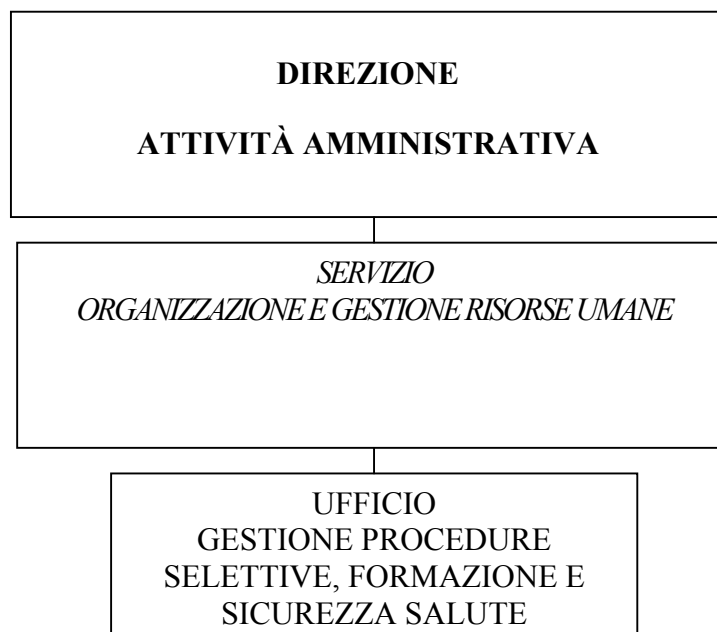 DIREZIONE
ATTIVITÀ AMMINISTRATIVA
SERVIZIO
ORGANIZZAZIONE E GESTIONE RISORSE UMANE
UFFICIO
GESTIONE PROCEDURE
SELETTIVE, FORMAZIONE E
SICUREZZA SALUTE